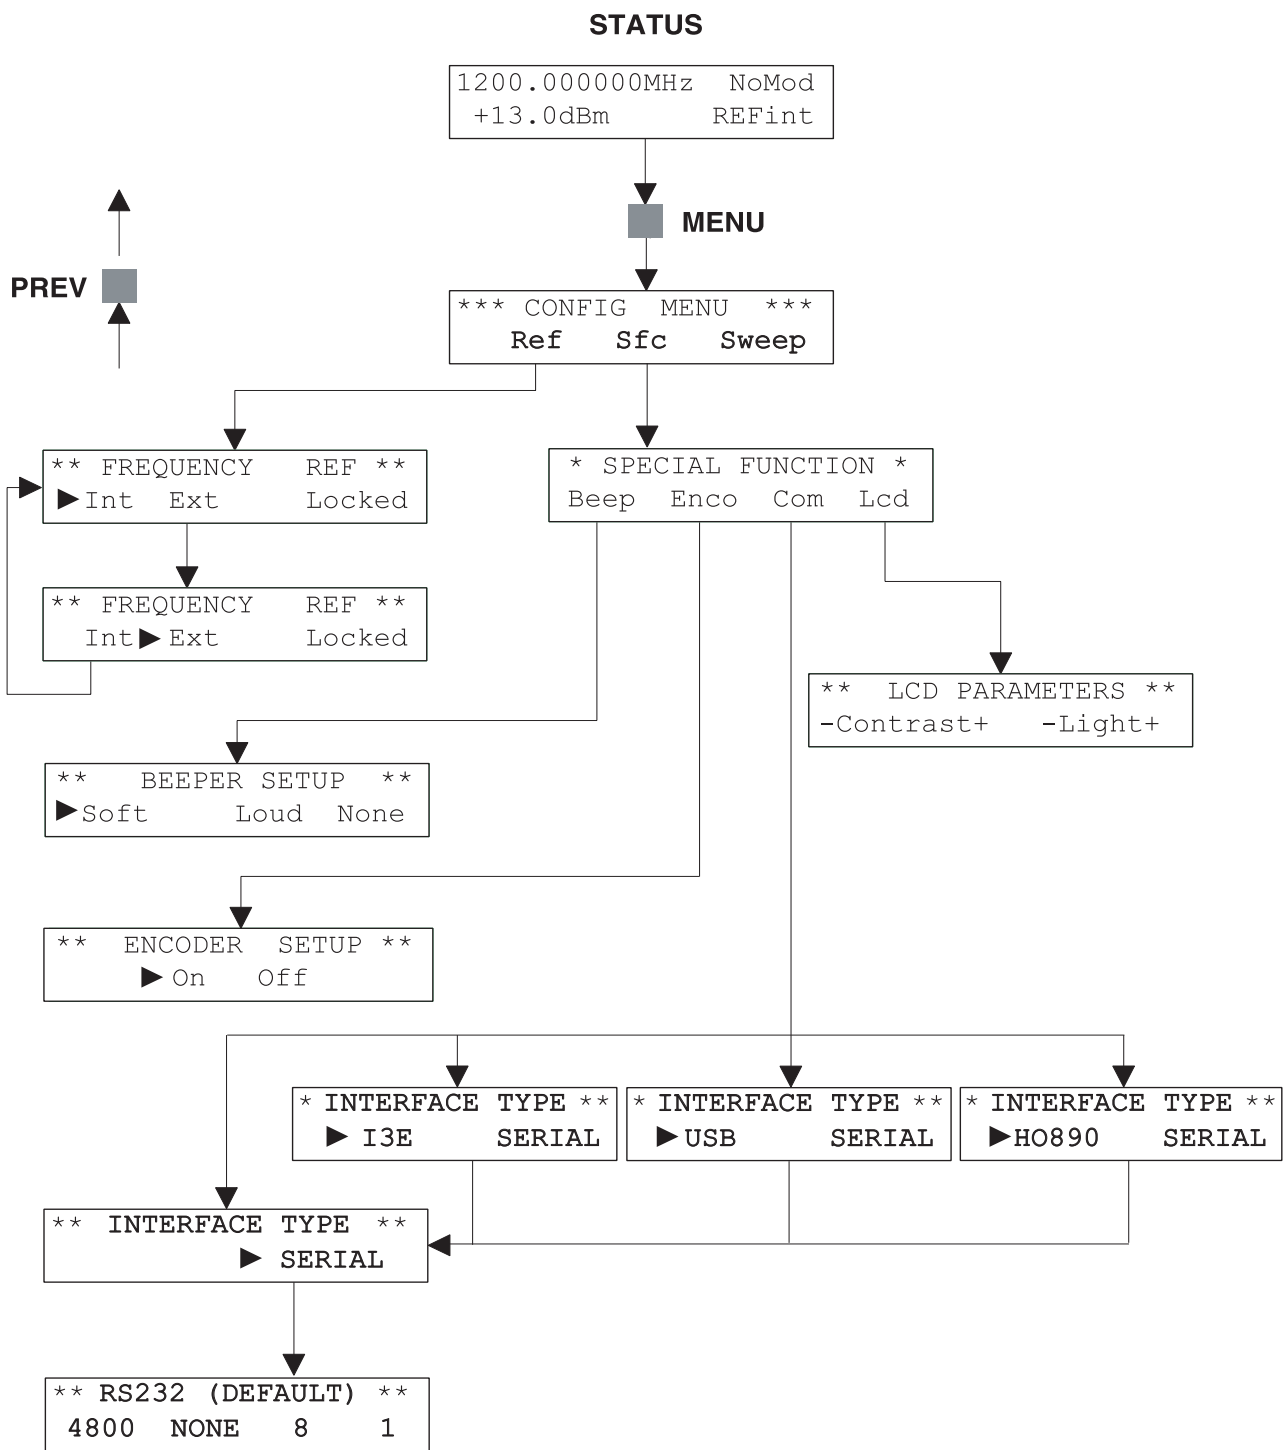 STATUS
1200.000000MHz NoMod
+13.0dBm REFint
MENU
PREV
*** CONFIG MENU ***
Ref Sfc Sweep
** FREQUENCY REF **
▶Int Ext Locked
* SPECIAL FUNCTION *
Beep Enco Com Lcd
** FREQUENCY REF **
Int▶Ext Locked
** LCD PARAMETERS **
-Contrast+ -Light+
** BEEPER SETUP **
▶Soft Loud None
** ENCODER SETUP **
▶On Off
* INTERFACE TYPE **
▶ I3E SERIAL
* INTERFACE TYPE **
▶USB SERIAL
* INTERFACE TYPE **
▶HO890 SERIAL
** INTERFACE TYPE **
▶ SERIAL
** RS232 (DEFAULT) **
4800 NONE 8 1